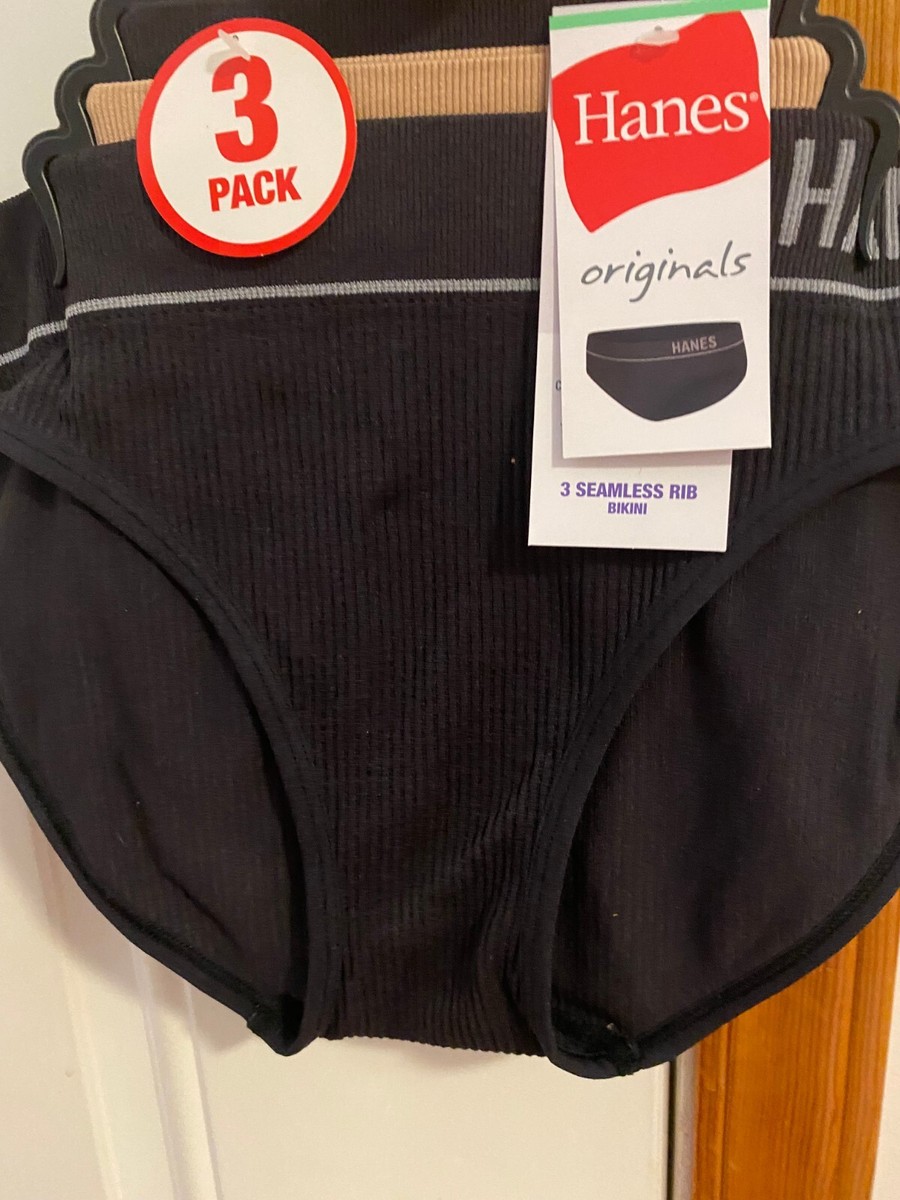 3
PACK
Hanes®
originals
HANES
3 SEAMLESS RIB
BIKINI